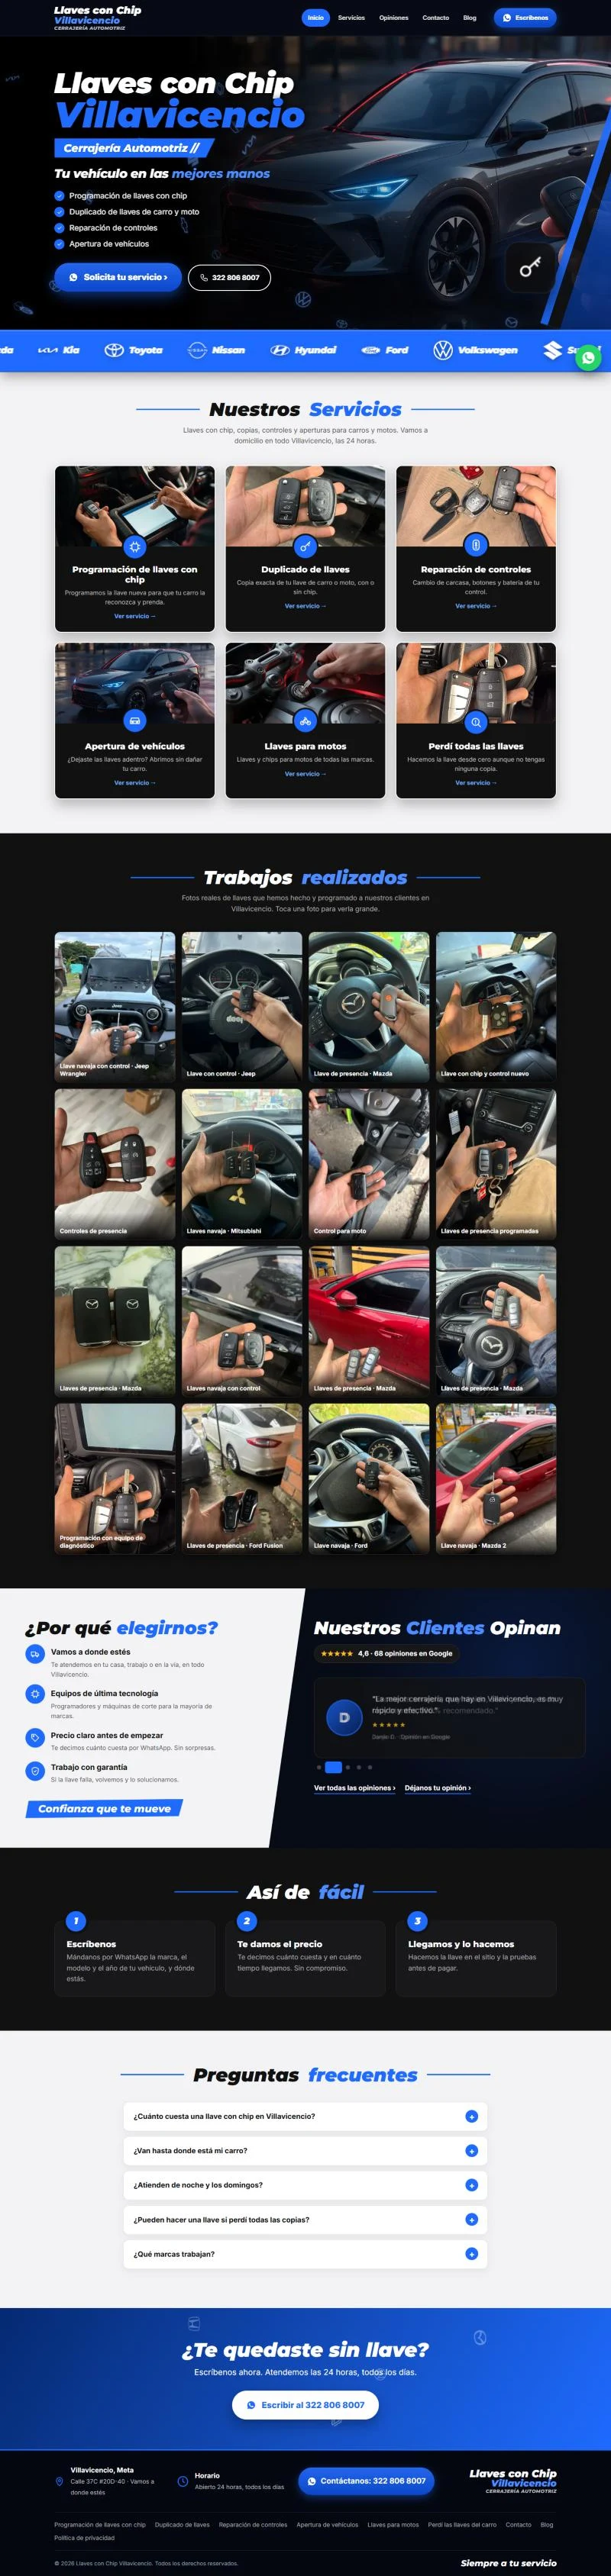 Llaves con Chip
Villavicencio
CERRAJERÍA AUTOMOTRIZ
Inicio
Servicios
Opiniones
Contacto
Blog
Escríbenos
Llaves con Chip
Villavicencio
Cerrajería Automotriz //
Tu vehículo en las mejores manos
Programación de llaves con chip
Duplicado de llaves de carro y moto
Reparación de controles
Apertura de vehículos
Solicita tu servicio ›
322 806 8007
Kia
Toyota
Nissan
Hyundai
Ford
Volkswagen
Nuestros Servicios
Llaves con chip, copias, controles y aperturas para carros y motos. Vamos a
domicilio en todo Villavicencio, las 24 horas.
Programación de llaves con
chip
Programamos la llave nueva para que tu carro la
reconozca y prenda.
Ver servicio →
Duplicado de llaves
Copia exacta de tu llave de carro o moto, con o
sin chip.
Ver servicio →
Reparación de controles
Cambio de carcasa, botones y batería de tu
control.
Ver servicio →
Apertura de vehículos
¿Dejaste las llaves adentro? Abrimos sin dañar
tu carro.
Ver servicio →
Llaves para motos
Llaves y chips para motos de todas las marcas.
Ver servicio →
Perdí todas las llaves
Hacemos la llave desde cero aunque no tengas
ninguna copia.
Ver servicio →
Trabajos realizados
Fotos reales de llaves que hemos hecho y programado a nuestros clientes en
Villavicencio. Toca una foto para verla grande.
Llave navaja con control · Jeep
Wrangler
Llave con control · Jeep
Llave de presencia · Mazda
Llave con chip y control nuevo
Controles de presencia
Llaves navaja · Mitsubishi
Control para moto
Llaves de presencia programadas
Llaves de presencia · Mazda
Llaves navaja con control
Llaves de presencia · Mazda
Llaves de presencia · Mazda
Programación con equipo de
diagnóstico
Llaves de presencia · Ford Fusion
Llave navaja · Ford
Llave navaja · Mazda 2
¿Por qué elegirnos?
Vamos a donde estés
Te atendemos en tu casa, trabajo o en la vía, en todo
Villavicencio.
Equipos de última tecnología
Programadores y máquinas de corte para la mayoría de
marcas.
Precio claro antes de empezar
Te decimos cuánto cuesta por WhatsApp. Sin sorpresas.
Trabajo con garantía
Si la llave falla, volvemos y lo solucionamos.
Confianza que te mueve
Nuestros Clientes Opinan
★★★★★ 4,6 · 68 opiniones en Google
D
"La mejor cerrajería que hay en Villavicencio, es muy
rápido y efectivo."
★★★★★
Ver todas las opiniones ›
Déjanos tu opinión ›
Así de fácil
1
Escríbenos
Mándanos por WhatsApp la marca, el
modelo y el año de tu vehículo, y dónde
estás.
2
Te damos el precio
Te decimos cuánto cuesta y en cuánto
tiempo llegamos. Sin compromiso.
3
Llegamos y lo hacemos
Hacemos la llave en el sitio y la pruebas
antes de pagar.
Preguntas frecuentes
¿Cuánto cuesta una llave con chip en Villavicencio?
¿Van hasta donde está mi carro?
¿Atienden de noche y los domingos?
¿Pueden hacer una llave si perdí todas las copias?
¿Qué marcas trabajan?
¿Te quedaste sin llave?
Escríbenos ahora. Atendemos las 24 horas, todos los días.
Escribir al 322 806 8007
Villavicencio, Meta
Calle 37C #20D-40 · Vamos a
donde estés
Horario
Abierto 24 horas, todos los días
Contáctanos: 322 806 8007
Llaves con Chip
Villavicencio
CERRAJERÍA AUTOMOTRIZ
Programación de llaves con chip
Duplicado de llaves
Reparación de controles
Apertura de vehículos
Llaves para motos
Perdí las llaves del carro
Contacto
Blog
Política de privacidad
© 2026 Llaves con Chip Villavicencio. Todos los derechos reservados.
Siempre a tu servicio